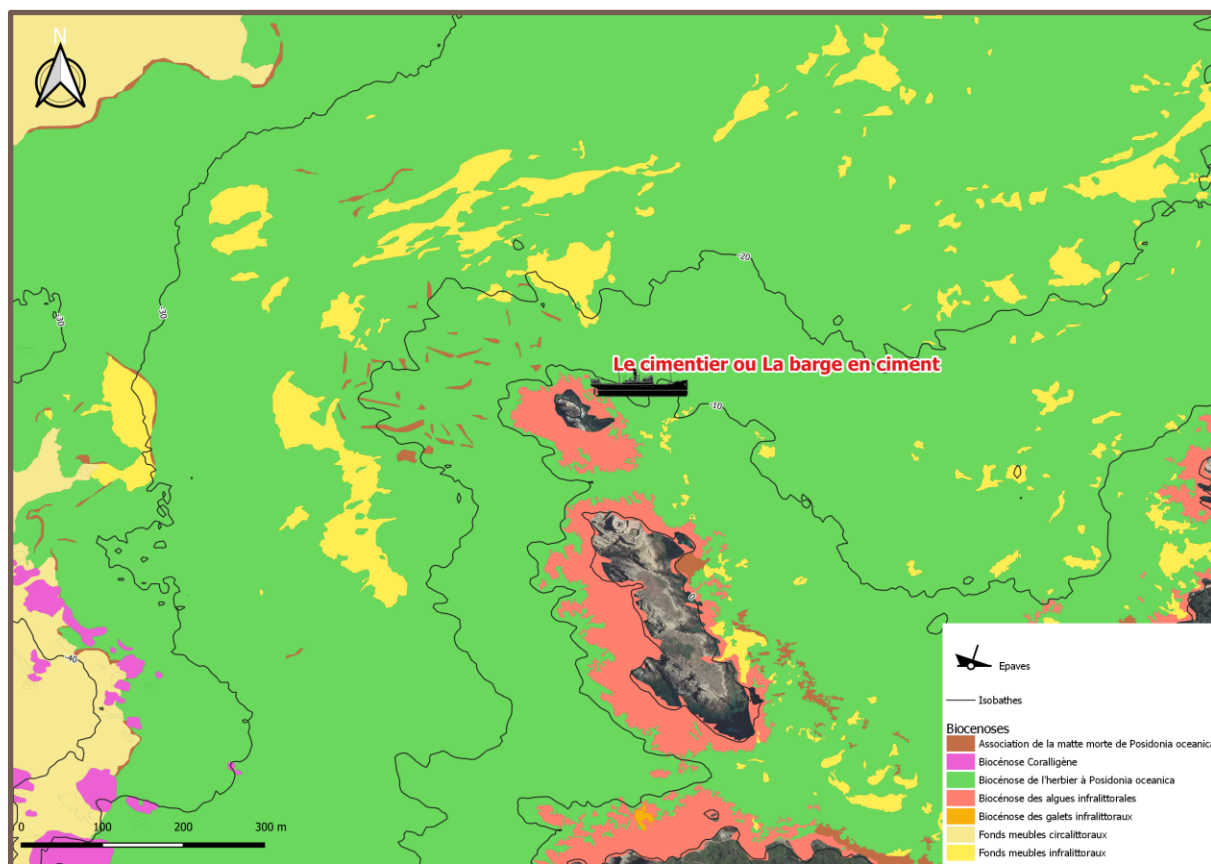 N
-20
-30
-30
Le cimentier ou La barge en ciment
-10
0
-40
Epaves
Isobathes
Biocenoses
Association de la matte morte de Posidonia oceanica
Biocénose Coralligène
Biocénose de l'herbier à Posidonia oceanica
Biocénose des algues infralittorales
Biocénose des galets infralittoraux
Fonds meubles circalittoraux
Fonds meubles infralittoraux
0 100 200 300 m